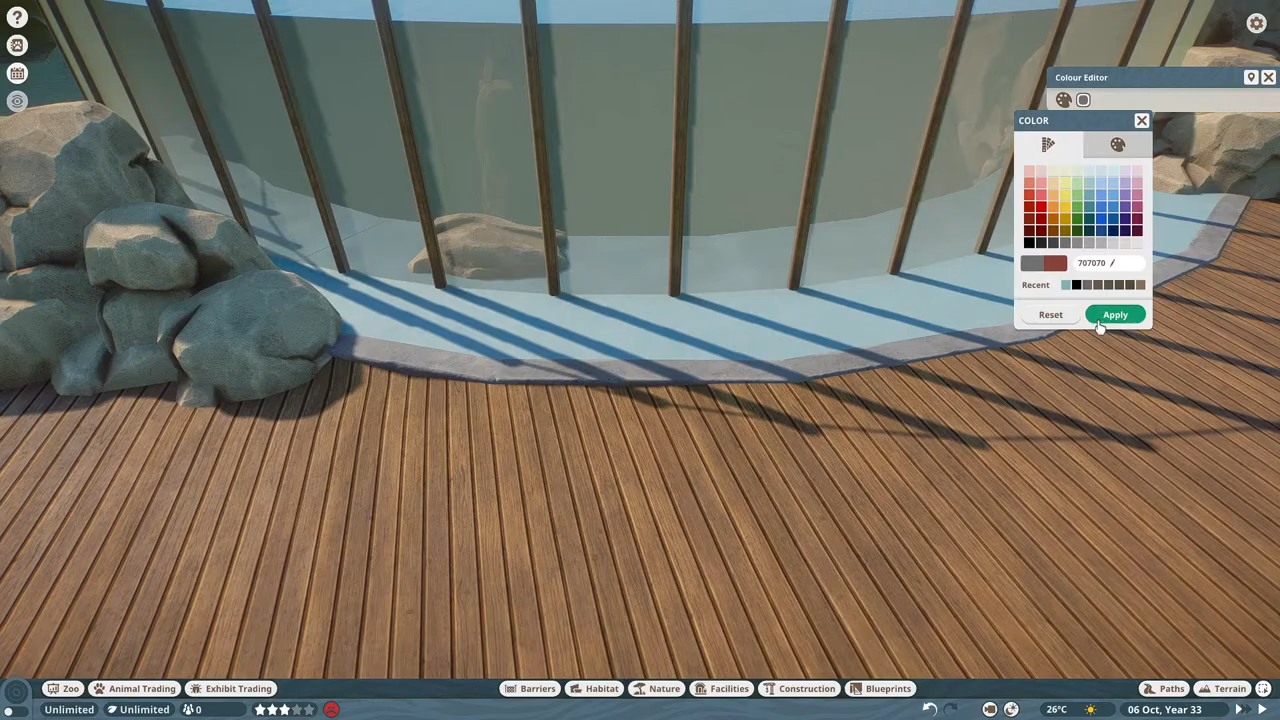 Colour Editor
COLOR
707070
Recent
Reset
Apply
Zoo
Animal Trading
Exhibit Trading
Barriers
Habitat
Nature
Facilities
Construction
Blueprints
Paths
Terrain
Unlimited
Unlimited
0
26°C
06 Oct, Year 33